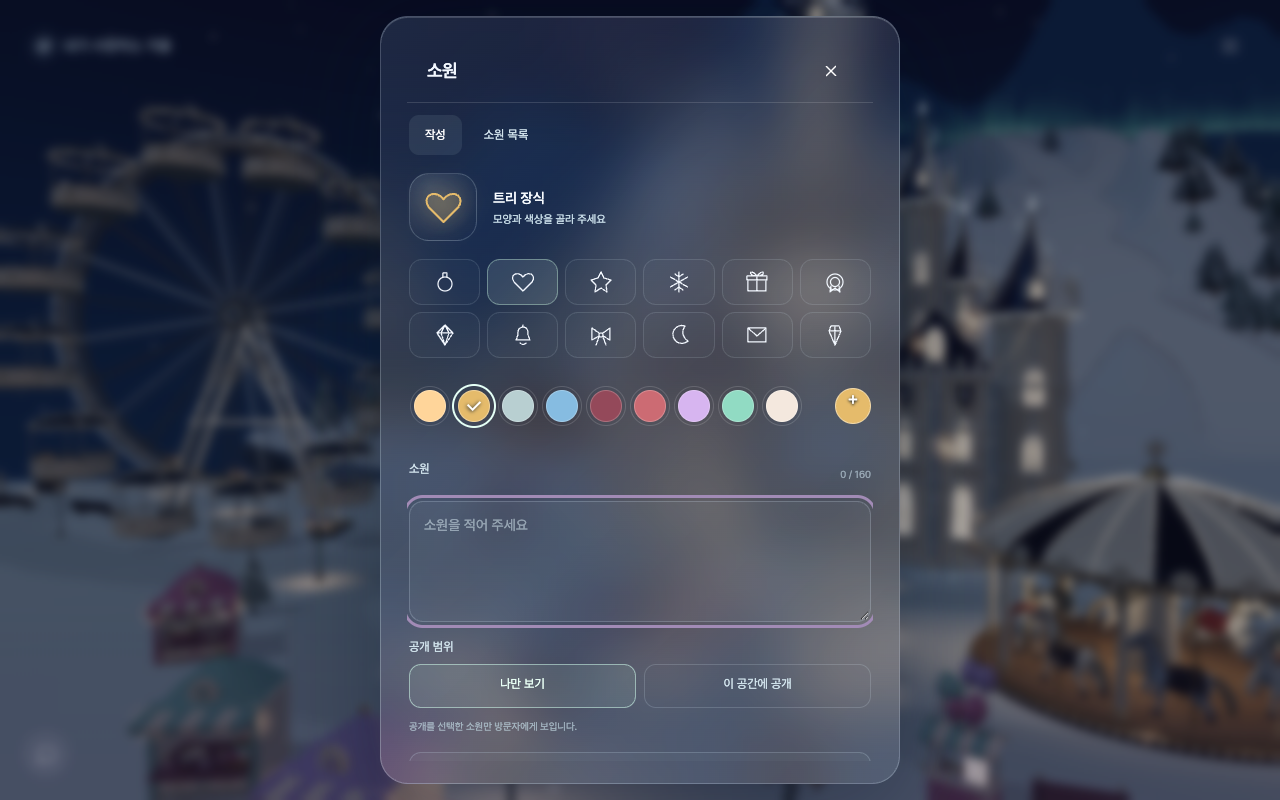 소원
작성
소원 목록
트리 장식
모양과 색상을 골라 주세요
소원
0 / 160
소원을 적어 주세요
공개 범위
나만 보기
이 공간에 공개
공개를 선택한 소원만 방문자에게 보입니다.